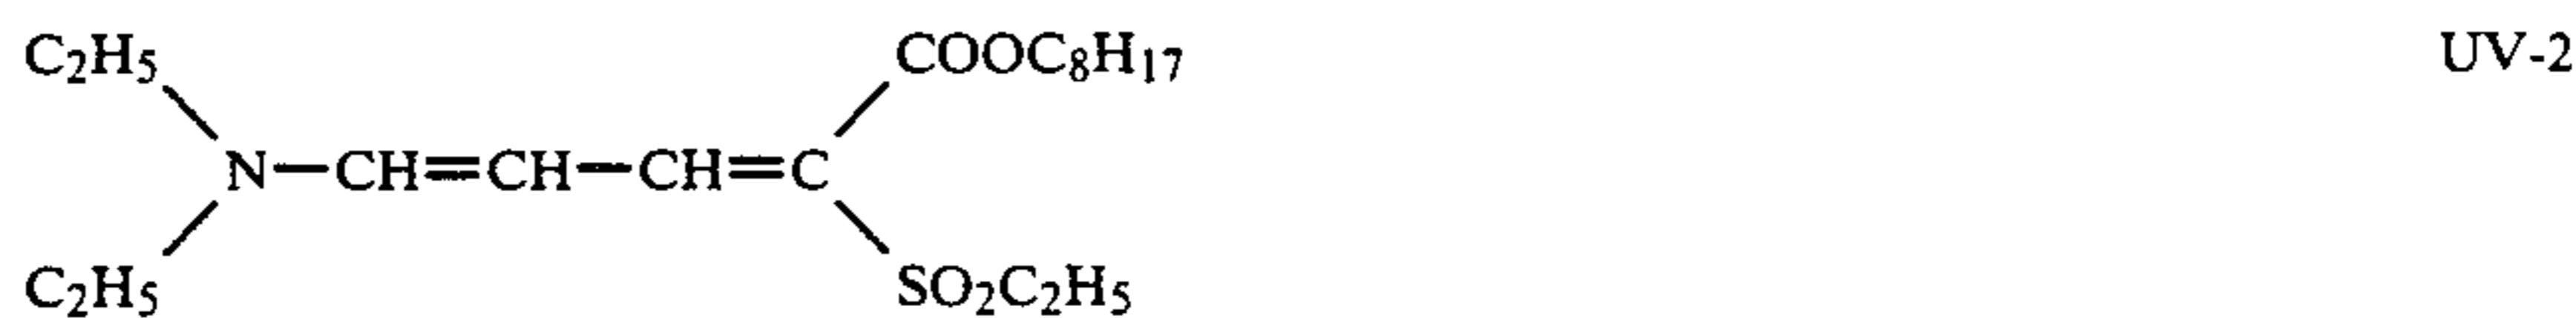 C₂H₅ COOC₈H₁₇ UV-2
N—CH=CH—CH=C
C₂H₅ SO₂C₂H₅